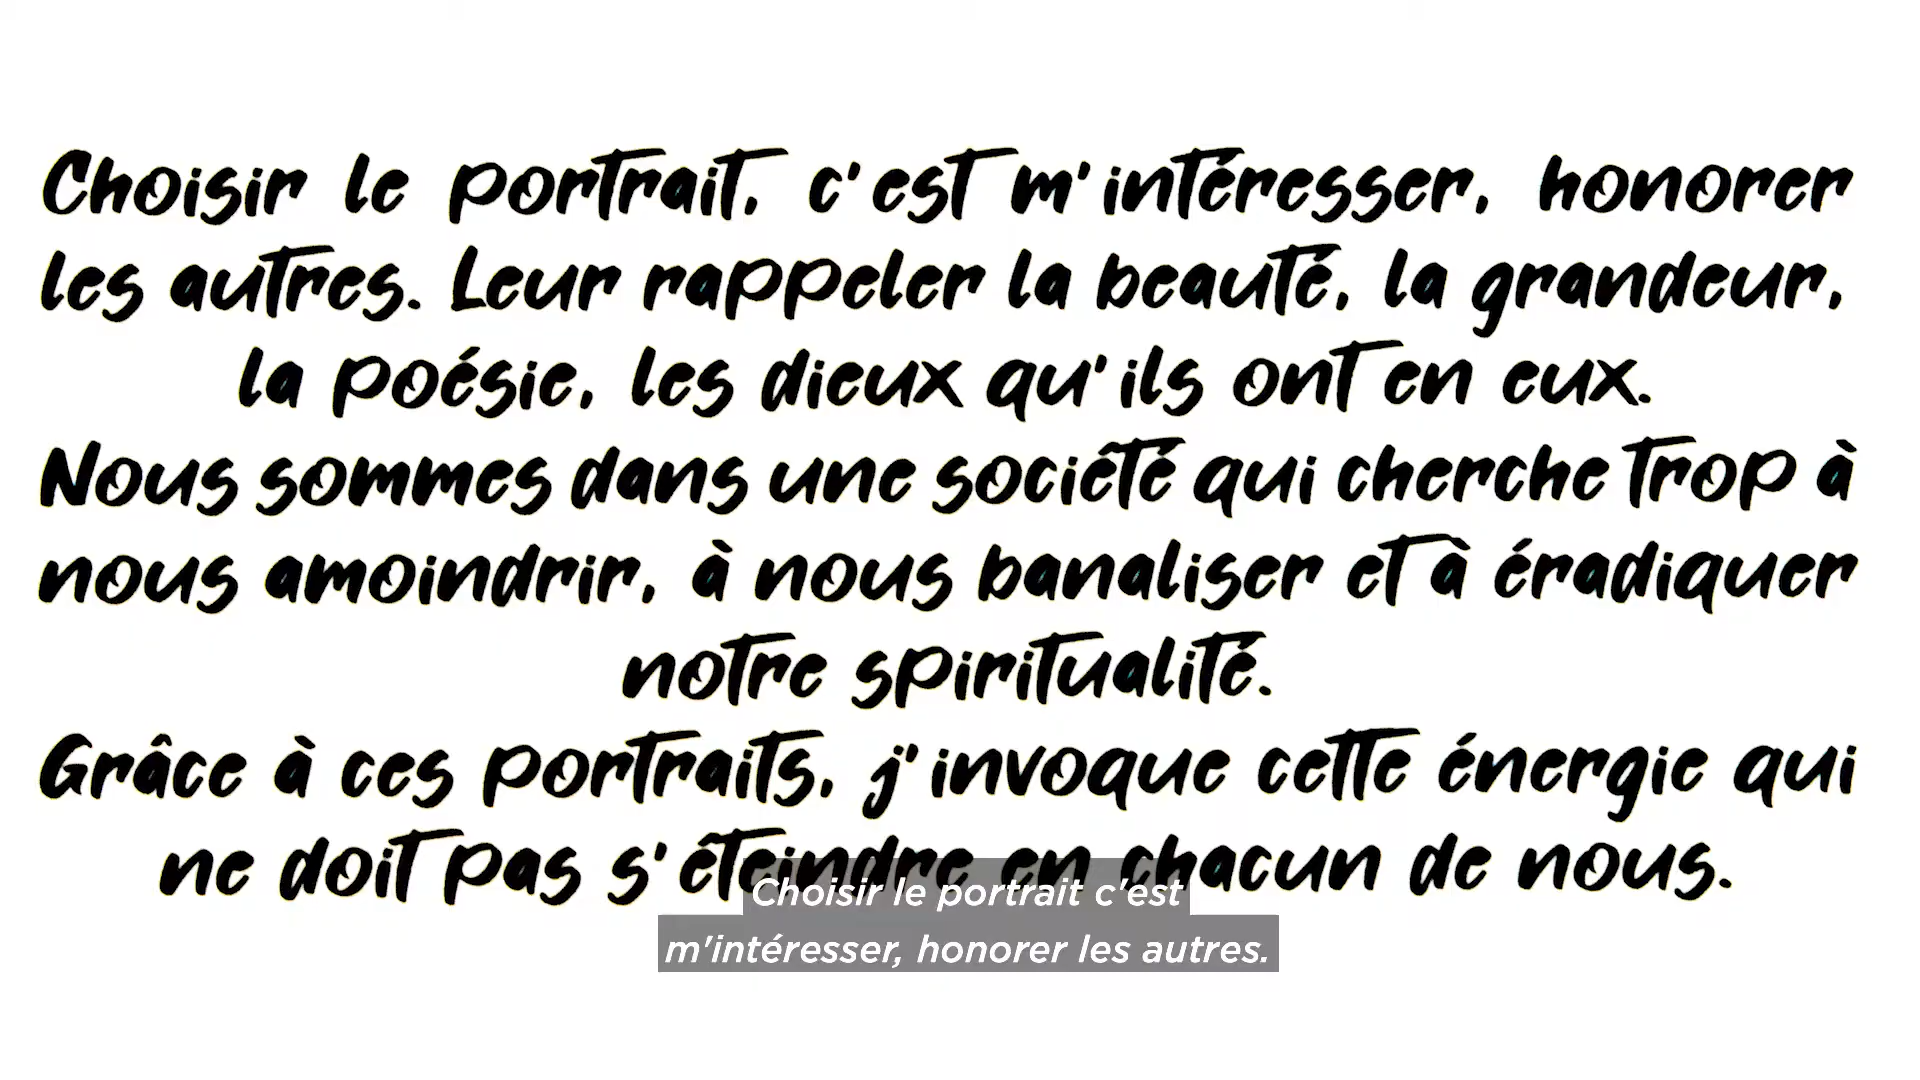 Choisir le portrait, c'est m'intéresser, honorer
les autres. Leur rappeler la beauté, la grandeur,
la poésie, les dieux qu'ils ont en eux.
Nous sommes dans une société qui cherche trop à
nous amoindrir, à nous banaliser et à éradiquer
notre spiritualité.
Grâce à ces portraits, j'invoque cette énergie qui
ne doit pas s'éteindre en chacun de nous.
Choisir le portrait c'est
m'intéresser, honorer les autres.